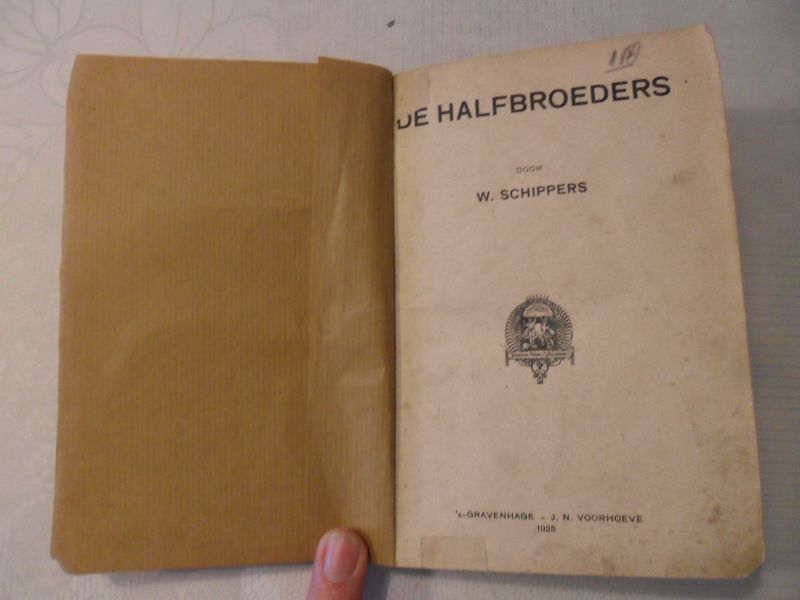 DE HALFBROEDERS
DOOR
W. SCHIPPERS
's-GRAVENHAGE – J. N. VOORHOEVE
1925